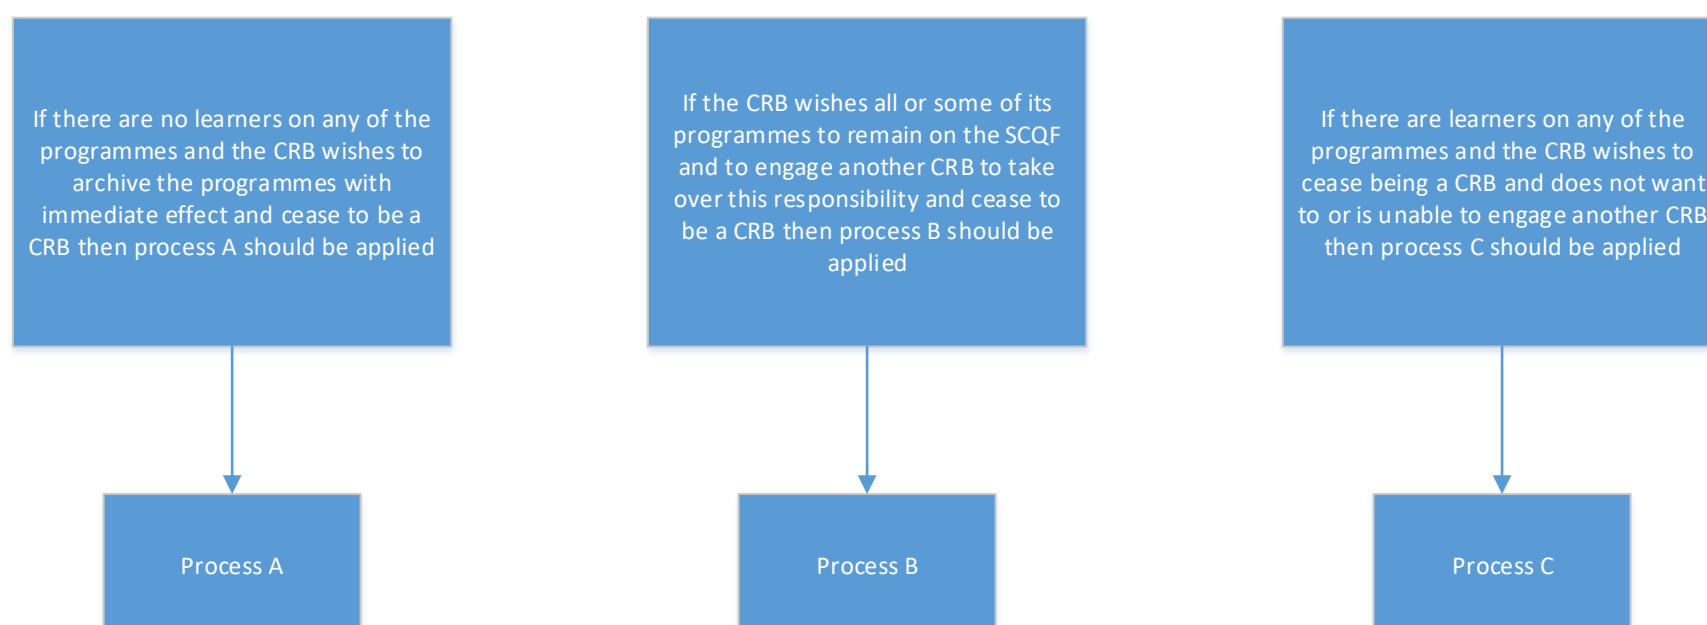 If there are no learners on any of the
programmes and the CRB wishes to
archive the programmes with
immediate effect and cease to be a
CRB then process A should be applied
If the CRB wishes all or some of its
programmes to remain on the SCQF
and to engage another CRB to take
over this responsibility and cease to
be a CRB then process B should be
applied
If there are learners on any of the
programmes and the CRB wishes to
cease being a CRB and does not want
to or is unable to engage another CRB
then process C should be applied
Process A
Process B
Process C